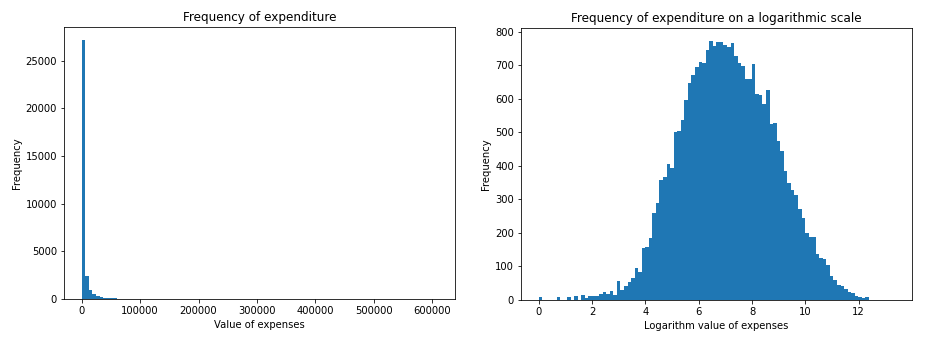 Frequency of expenditure
Frequency
25000
20000
15000
10000
5000
0
0 100000 200000 300000 400000 500000 600000
Value of expenses
Frequency of expenditure on a logarithmic scale
Frequency
800
700
600
500
400
300
200
100
0
0 2 4 6 8 10 12
Logarithm value of expenses